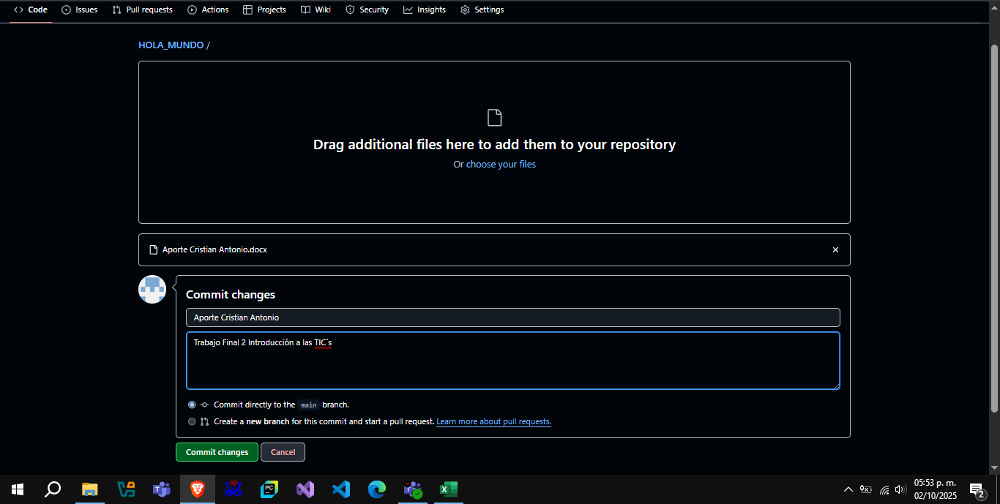 Code Issues Pull requests Actions Projects Wiki Security Insights Settings
HOLA_MUNDO /
Drag additional files here to add them to your repository
Or choose your files
Aporte Cristian Antonio.docx
Commit changes
Aporte Cristian Antonio
Trabajo Final 2 Introducción a las TIC´s
Commit directly to the main branch.
Create a new branch for this commit and start a pull request. Learn more about pull requests.
Commit changes Cancel
05:53 p. m.
02/10/2025
2